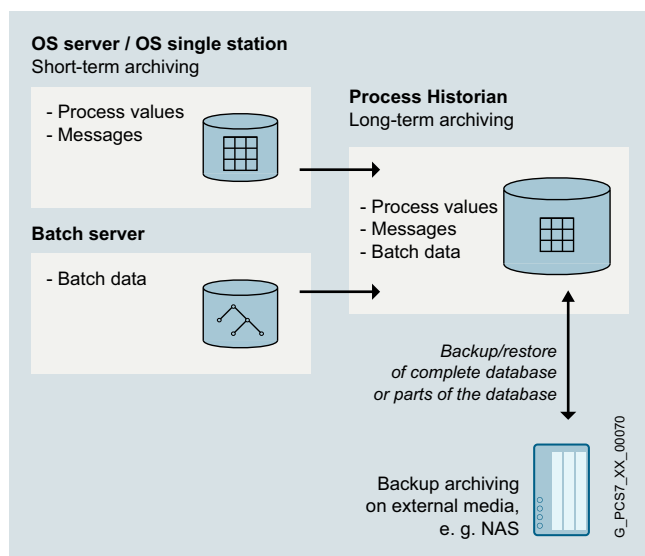 OS server / OS single station
Short-term archiving
- Process values
- Messages
Batch server
- Batch data
Process Historian
Long-term archiving
- Process values
- Messages
- Batch data
Backup/restore
of complete database
or parts of the database
Backup archiving
on external media,
e. g. NAS
G_PCS7_XX_00070